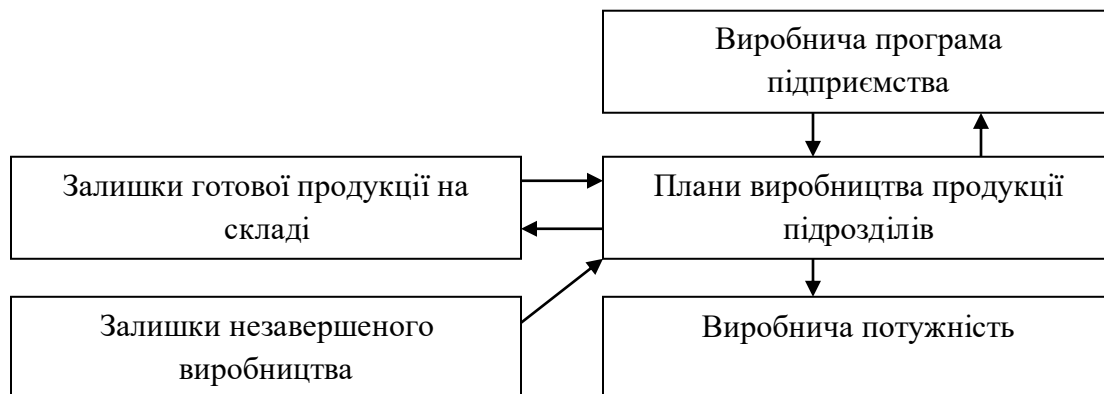 Виробнича програма
підприємства
Залишки готової продукції на
складі
Плани виробництва продукції
підрозділів
Залишки незавершеного
виробництва
Виробнича потужність